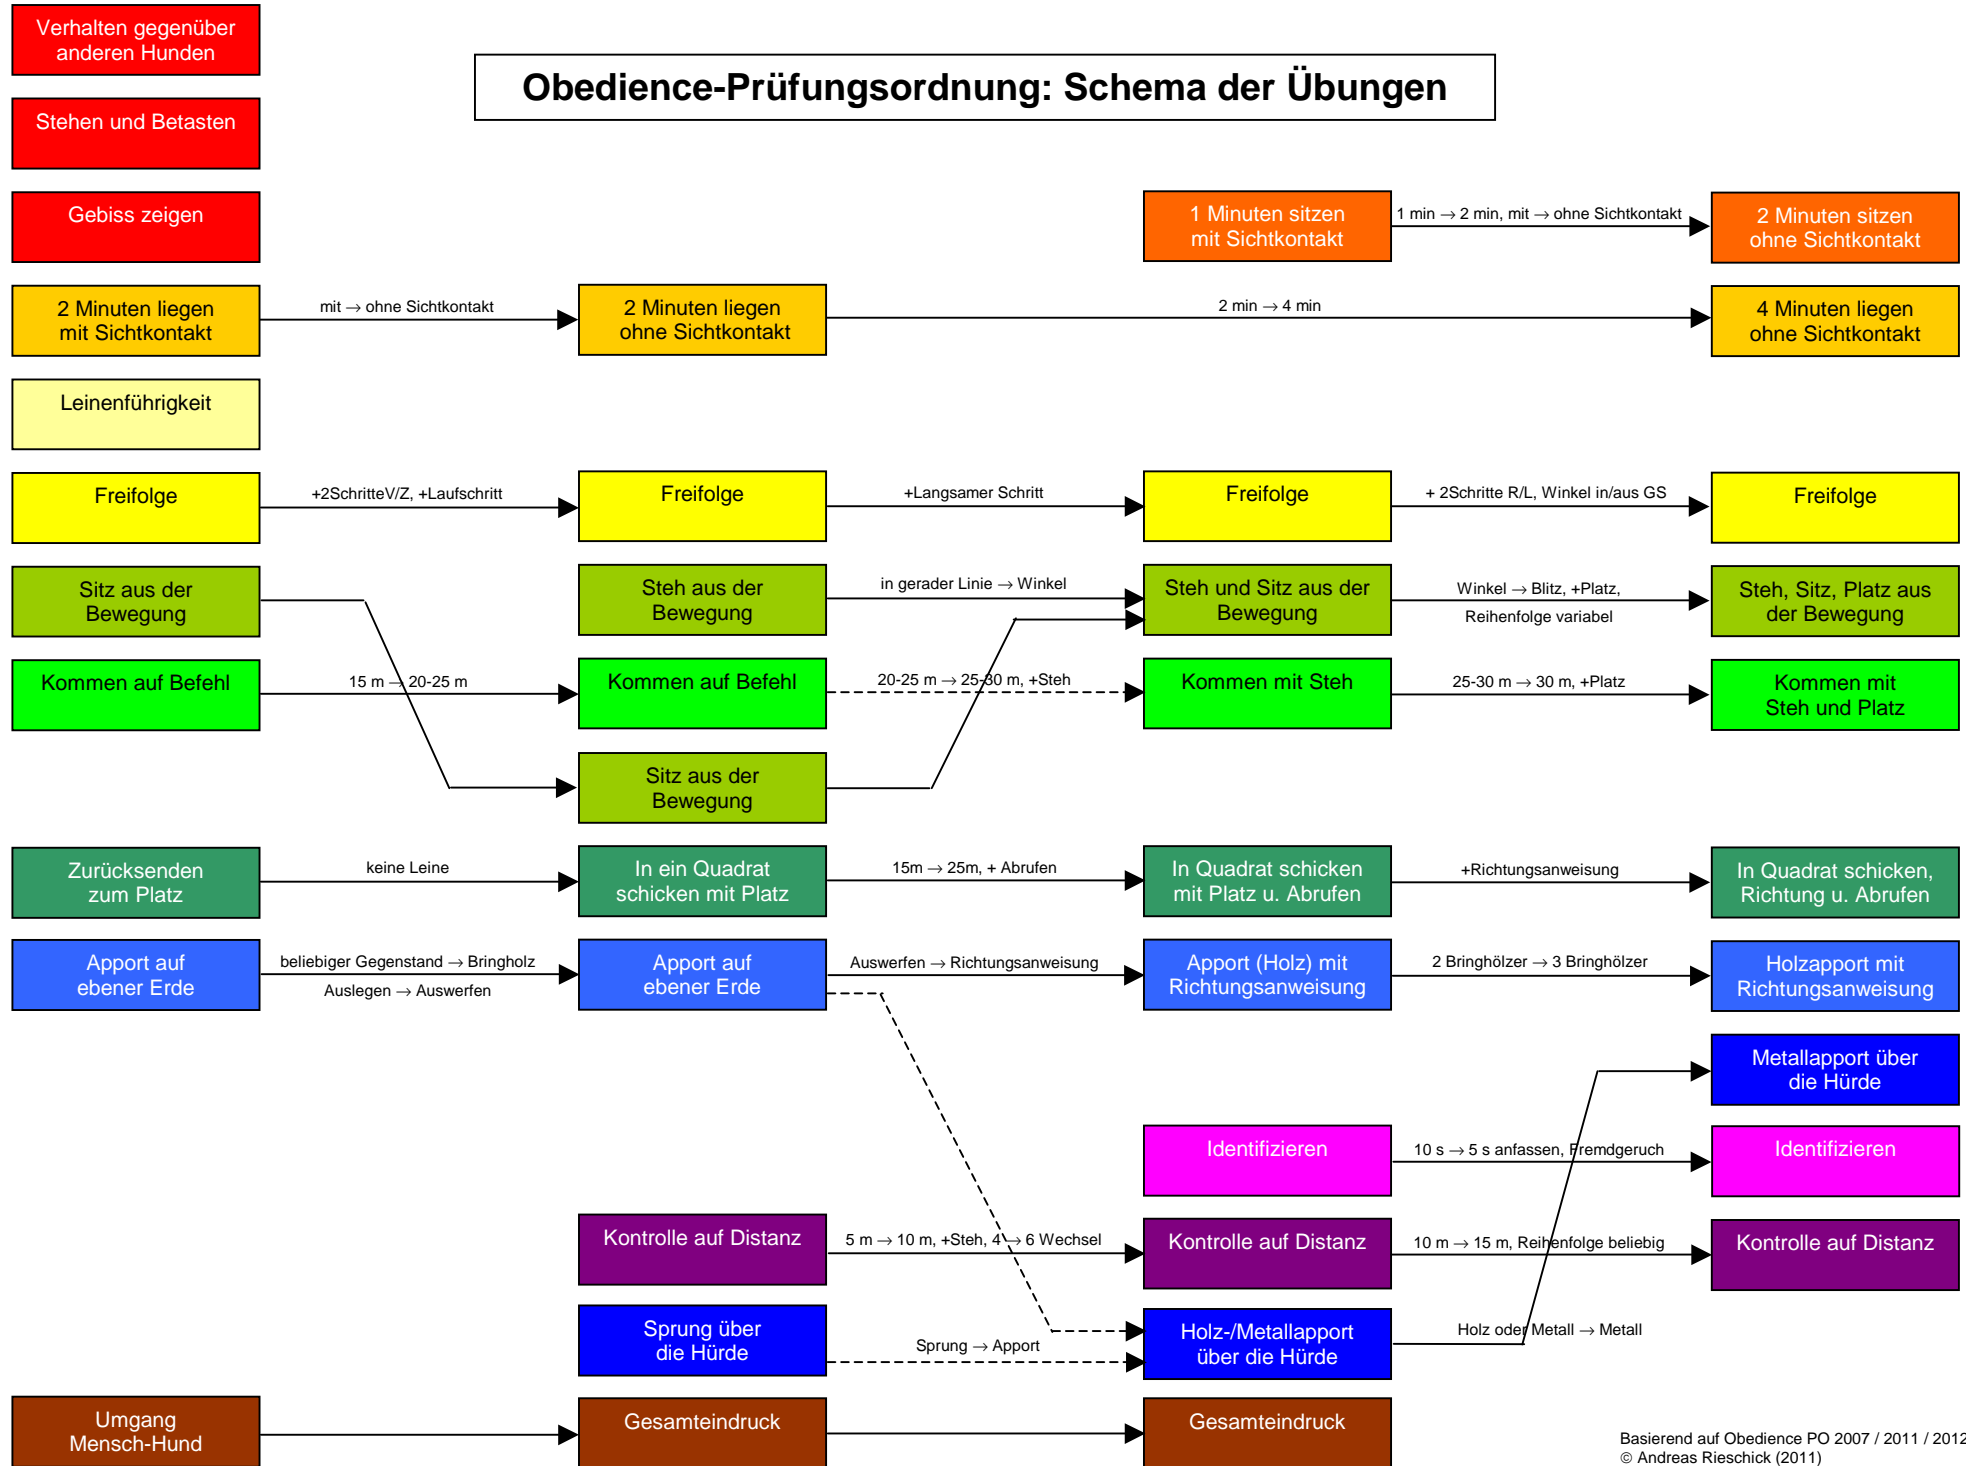 Verhalten gegenüber
anderen Hunden
Obedience-Prüfungsordnung: Schema der Übungen
Stehen und Betasten
Gebiss zeigen
1 Minuten sitzen
mit Sichtkontakt
1 min → 2 min, mit → ohne Sichtkontakt
2 Minuten sitzen
ohne Sichtkontakt
2 Minuten liegen
mit Sichtkontakt
mit → ohne Sichtkontakt
2 Minuten liegen
ohne Sichtkontakt
2 min → 4 min
4 Minuten liegen
ohne Sichtkontakt
Leinenführigkeit
Freifolge
+2SchritteV/Z, +Laufschritt
Freifolge
+Langsamer Schritt
Freifolge
+ 2Schritte R/L, Winkel in/aus GS
Freifolge
Sitz aus der
Bewegung
Steh aus der
Bewegung
in gerader Linie → Winkel
Steh und Sitz aus der
Bewegung
Winkel → Blitz, +Platz,
Reihenfolge variabel
Steh, Sitz, Platz aus
der Bewegung
Kommen auf Befehl
15 m → 20-25 m
Kommen auf Befehl
20-25 m → 25-30 m, +Steh
Kommen mit Steh
25-30 m → 30 m, +Platz
Kommen mit
Steh und Platz
Sitz aus der
Bewegung
Zurücksenden
zum Platz
keine Leine
In ein Quadrat
schicken mit Platz
15m → 25m, + Abrufen
In Quadrat schicken
mit Platz u. Abrufen
+Richtungsanweisung
In Quadrat schicken,
Richtung u. Abrufen
Apport auf
ebener Erde
beliebiger Gegenstand → Bringholz
Auslegen → Auswerfen
Apport auf
ebener Erde
Auswerfen → Richtungsanweisung
Apport (Holz) mit
Richtungsanweisung
2 Bringhölzer → 3 Bringhölzer
Holzapport mit
Richtungsanweisung
Metallapport über
die Hürde
Identifizieren
10 s → 5 s anfassen, Fremdgeruch
Identifizieren
Kontrolle auf Distanz
5 m → 10 m, +Steh, 4 → 6 Wechsel
Kontrolle auf Distanz
10 m → 15 m, Reihenfolge beliebig
Kontrolle auf Distanz
Sprung über
die Hürde
Sprung → Apport
Holz-/Metallapport
über die Hürde
Holz oder Metall → Metall
Umgang
Mensch-Hund
Gesamteindruck
Gesamteindruck
Basierend auf Obedience PO 2007 / 2011 / 2012
© Andreas Rieschick (2011)